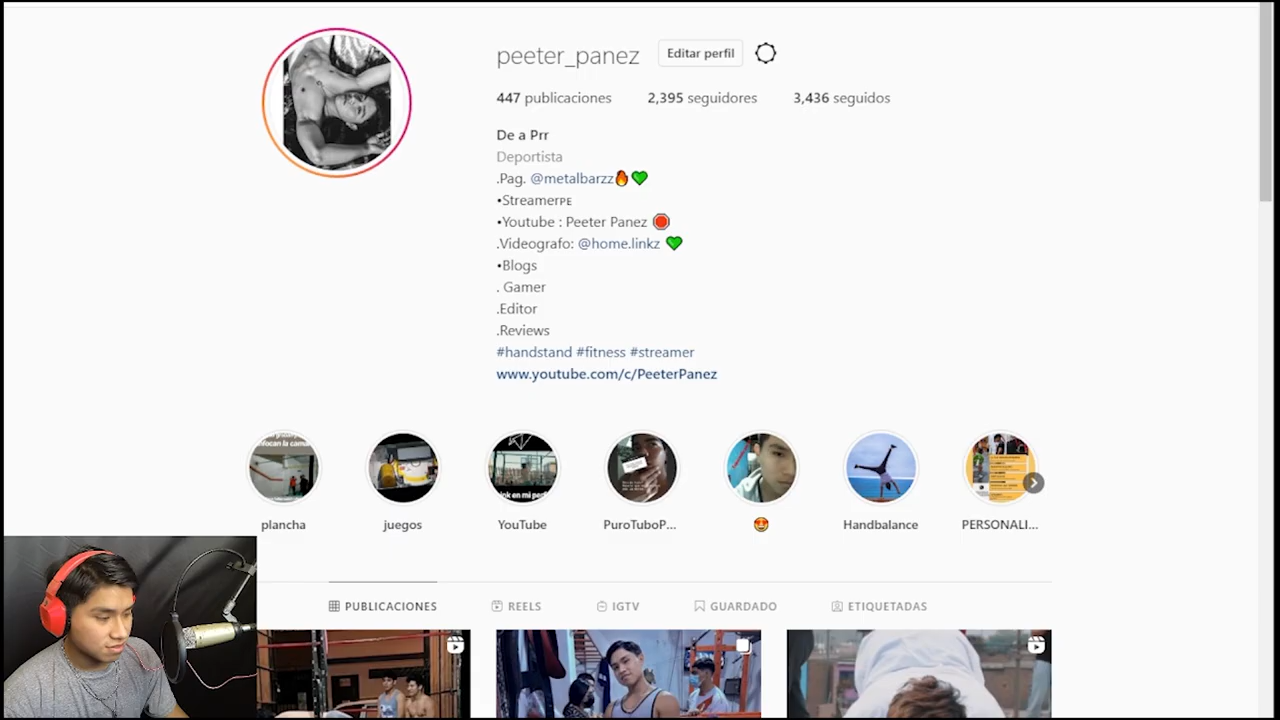 peeter_panez Editar perfil
447 publicaciones 2,395 seguidores 3,436 seguidos
De a Prr
Deportista
.Pag. @metalbarzz🔥💚
•Streamerᴘᴇ
•Youtube : Peeter Panez 🛑
.Videografo: @home.linkz 💚
•Blogs
. Gamer
.Editor
.Reviews
#handstand #fitness #streamer
www.youtube.com/c/PeeterPanez
plancha juegos YouTube PuroTuboP... 🤩 Handbalance PERSONALI...
PUBLICACIONES REELS IGTV GUARDADO ETIQUETADAS